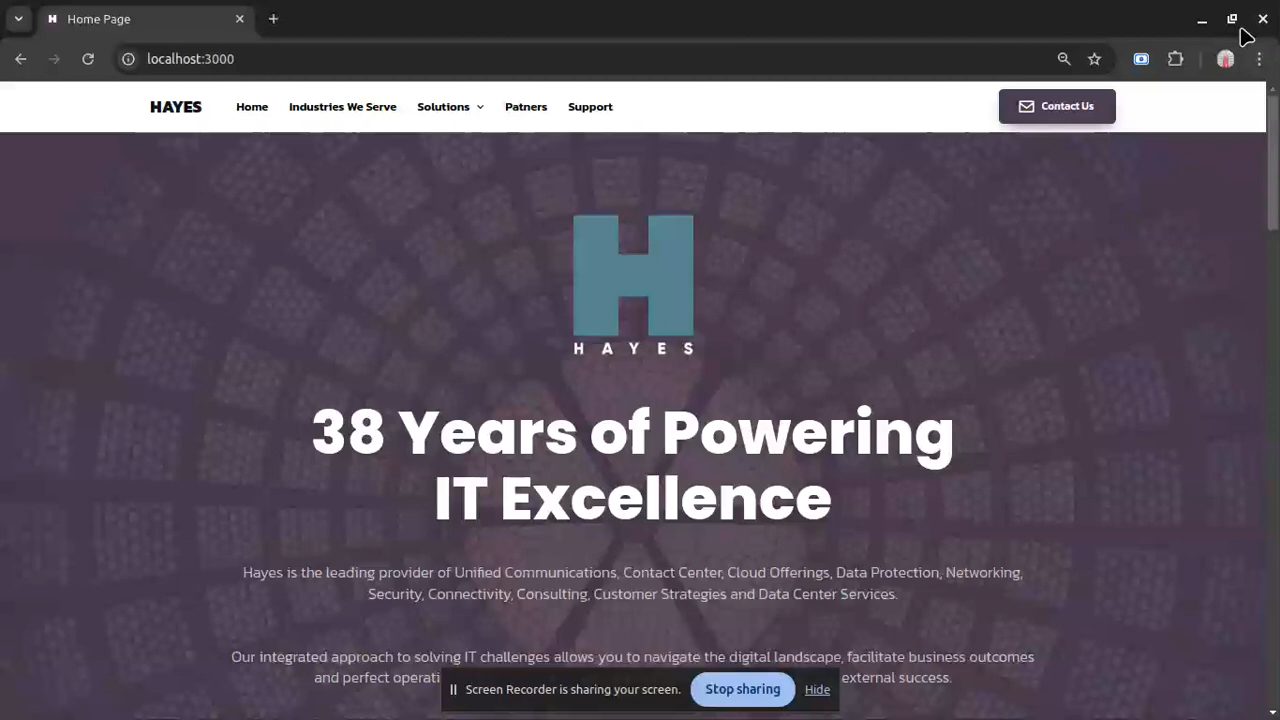 Home Page
localhost:3000
HAYES Home Industries We Serve Solutions Patners Support Contact Us
H
HAYES
38 Years of Powering
IT Excellence
Hayes is the leading provider of Unified Communications, Contact Center, Cloud Offerings, Data Protection, Networking,
Security, Connectivity, Consulting, Customer Strategies and Data Center Services.
Our integrated approach to solving IT challenges allows you to navigate the digital landscape, facilitate business outcomes
and perfect operati external success.
Screen Recorder is sharing your screen. Stop sharing Hide